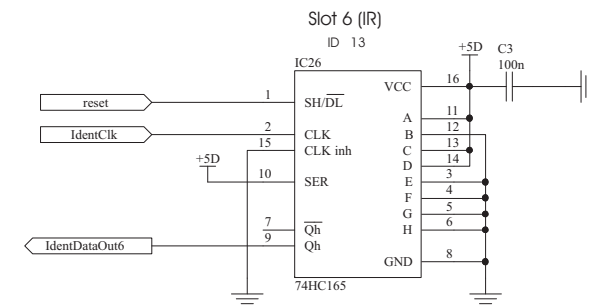 Slot 6 (IR)
ID 13
+5D
C3
100n
IC26
VCC
16
reset
1
SH/DL
A
11
IdentClk
2
CLK
B
12
15
CLK inh
C
13
+5D
D
14
10
SER
E
3
F
4
7
Qh
G
5
IdentDataOut6
9
Qh
H
6
GND
8
74HC165